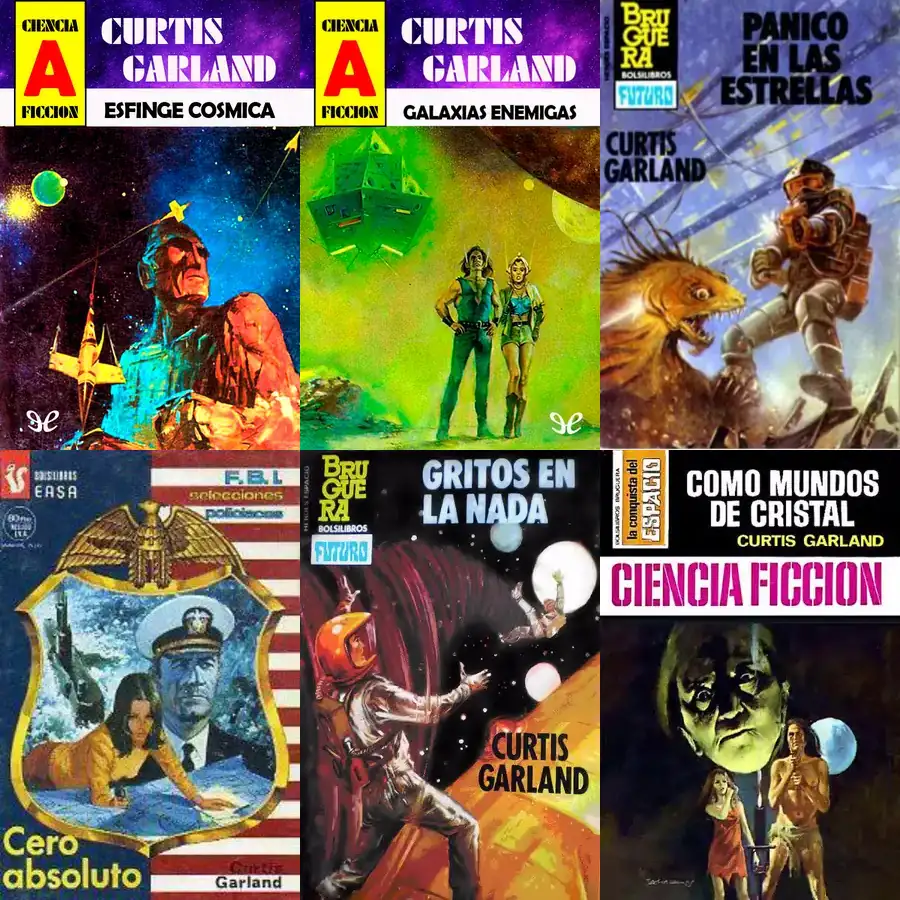 CIENCIA
A
FICCION
CURTIS
GARLAND
ESFINGE COSMICA
CIENCIA
A
FICCION
CURTIS
GARLAND
GALAXIAS ENEMIGAS
BRU
GUE
RA
BOLSILIBROS
FUTURO
PANICO
EN LAS
ESTRELLAS
CURTIS
GARLAND
BOLSILIBROS
EASA
F.B.I.
selecciones
policiacas
Cero
absoluto
Curtis
Garland
BRU
GUE
RA
BOLSILIBROS
FUTURO
GRITOS EN
LA NADA
CURTIS
GARLAND
BOLSILIBROS BRUGUERA
la conquista del
ESPACIO
COMO MUNDOS
DE CRISTAL
CURTIS GARLAND
CIENCIA FICCION